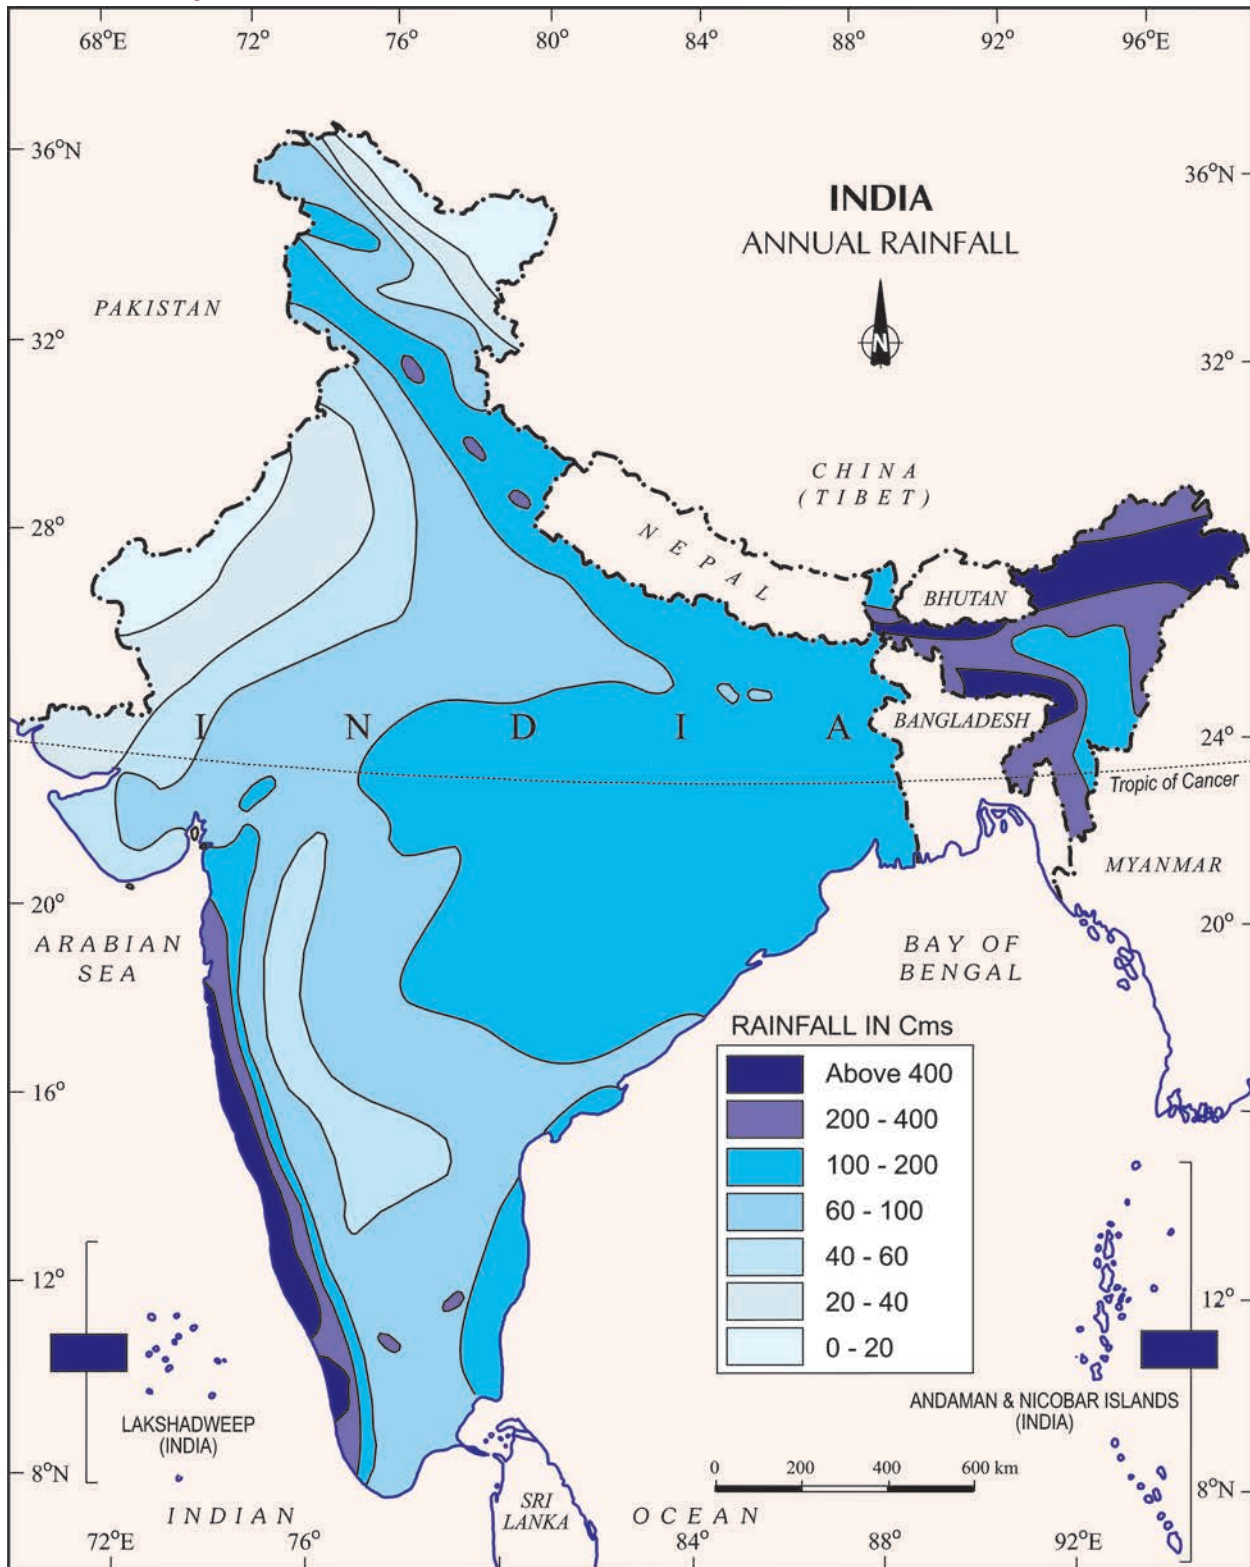 68°E 72° 76° 80° 84° 88° 92° 96°E
36°N
36°N
INDIA
ANNUAL RAINFALL
N
PAKISTAN
32°
32°
CHINA
(TIBET)
28°
28°
NEPAL
BHUTAN
I N D I A
BANGLADESH
24°
Tropic of Cancer
MYANMAR
20°
20°
ARABIAN
SEA
BAY OF
BENGAL
RAINFALL IN Cms
Above 400
200 - 400
100 - 200
60 - 100
40 - 60
20 - 40
0 - 20
16°
12°
12°
LAKSHADWEEP
(INDIA)
ANDAMAN & NICOBAR ISLANDS
(INDIA)
8°N
8°N
0 200 400 600 km
SRI
LANKA
INDIAN OCEAN
72°E 76° 84° 88° 92°E